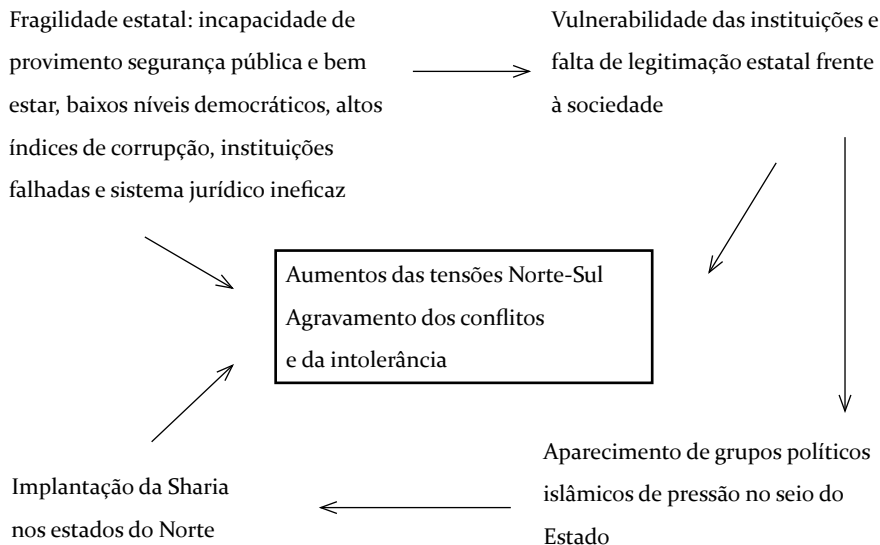 Fragilidade estatal: incapacidade de
provimento segurança pública e bem
estar, baixos níveis democráticos, altos
índices de corrupção, instituições
falhadas e sistema jurídico ineficaz
Vulnerabilidade das instituições e
falta de legitimação estatal frente
à sociedade
Aumentos das tensões Norte-Sul
Agravamento dos conflitos
e da intolerância
Implantação da Sharia
nos estados do Norte
Aparecimento de grupos políticos
islâmicos de pressão no seio do
Estado